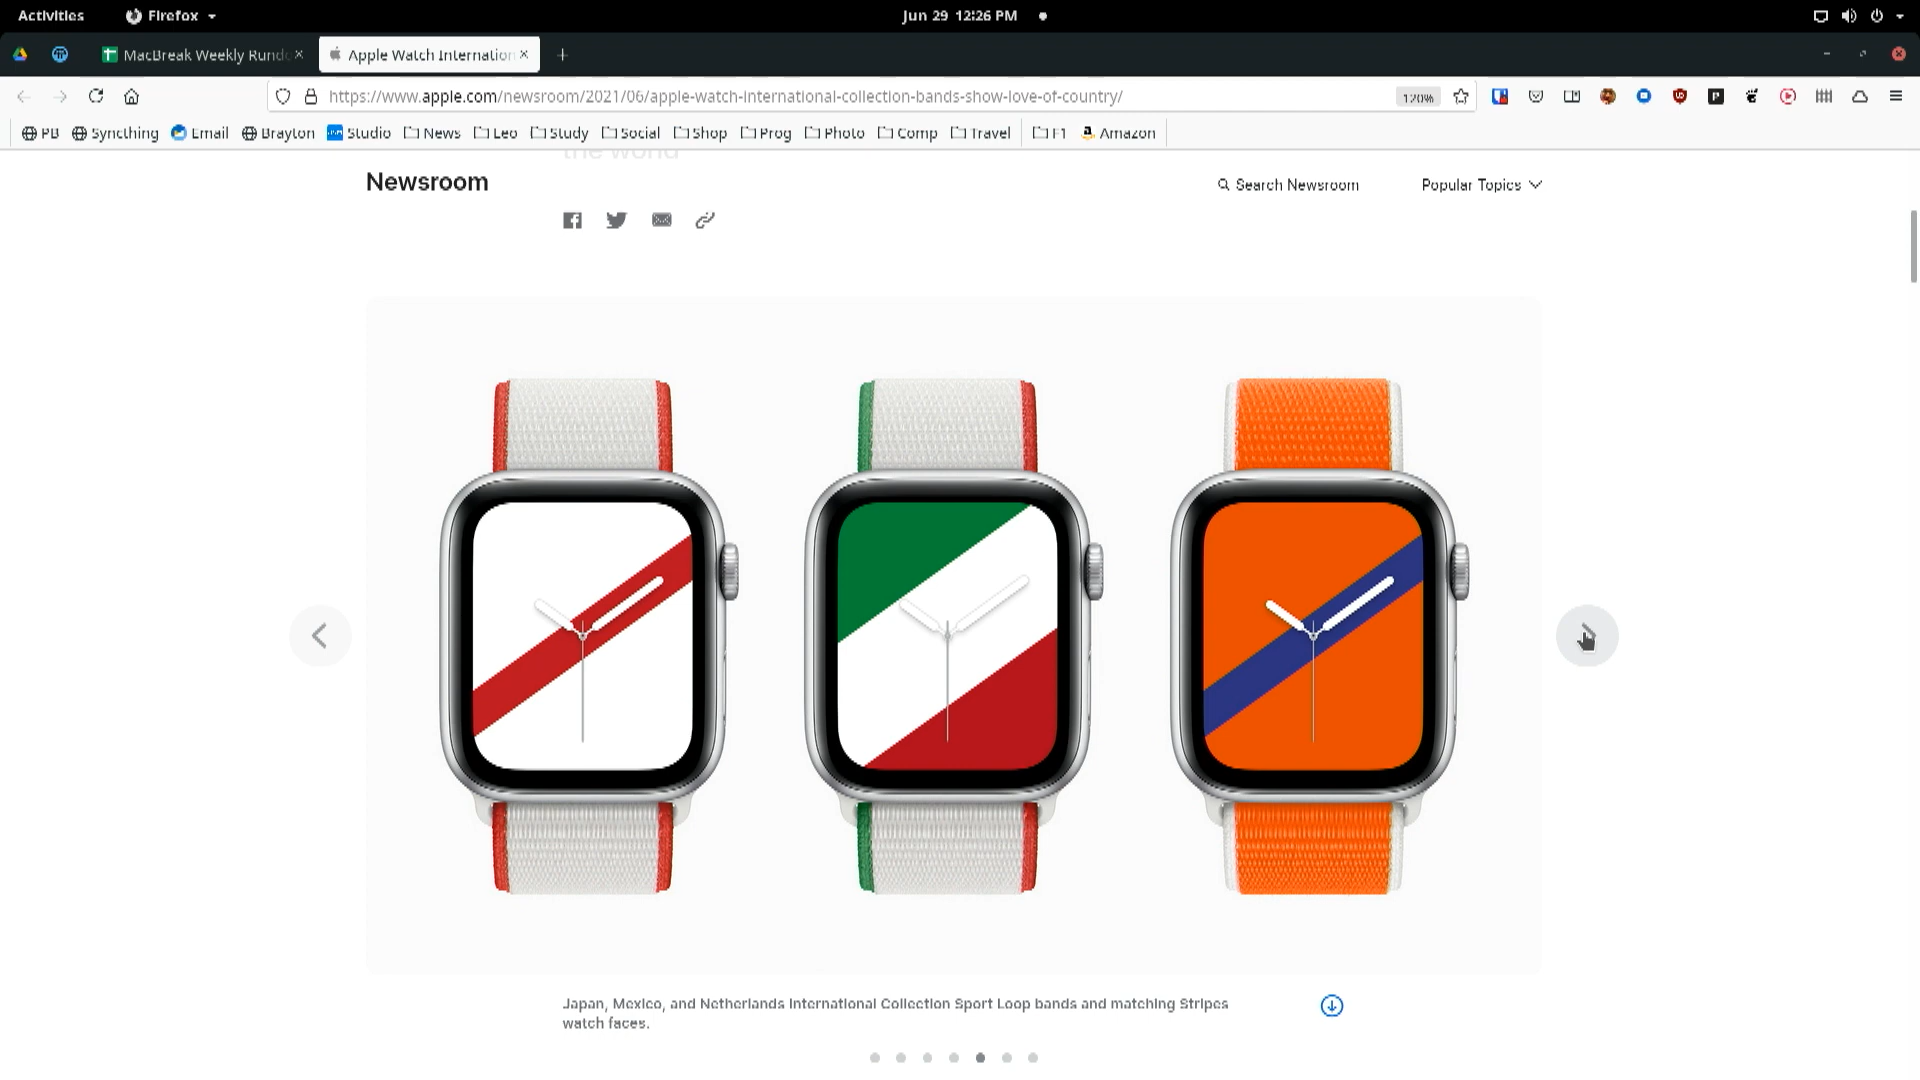 Activities Firefox Jun 29 12:26 PM
MacBreak Weekly Rund Apple Watch Internation
https://www.apple.com/newsroom/2021/06/apple-watch-international-collection-bands-show-love-of-country/ 120%
PB Syncthing Email Brayton Studio News Leo Study Social Shop Prog Photo Comp Travel F1 Amazon
the world
Newsroom Search Newsroom Popular Topics
Japan, Mexico, and Netherlands International Collection Sport Loop bands and matching Stripes
watch faces.